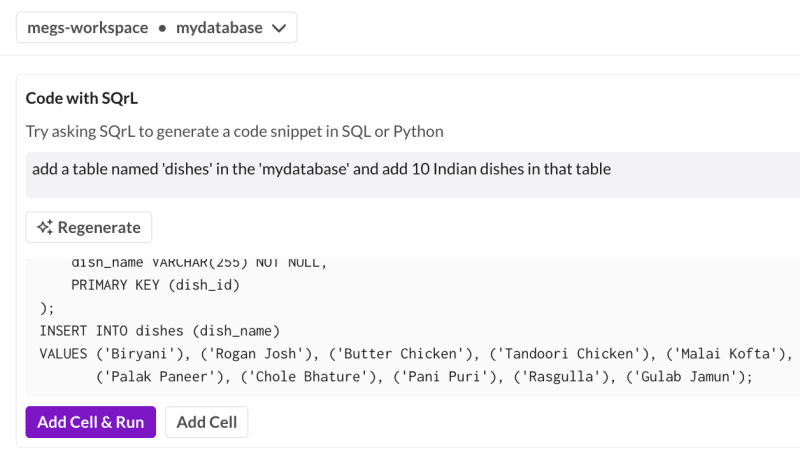 megs-workspace • mydatabase
Code with SQrL
Try asking SQrL to generate a code snippet in SQL or Python
add a table named 'dishes' in the 'mydatabase' and add 10 Indian dishes in that table
Regenerate
dish_name VARCHAR(255) NOT NULL,
PRIMARY KEY (dish_id)
);
INSERT INTO dishes (dish_name)
VALUES ('Biryani'), ('Rogan Josh'), ('Butter Chicken'), ('Tandoori Chicken'), ('Malai Kofta'),
('Palak Paneer'), ('Chole Bhature'), ('Pani Puri'), ('Rasgulla'), ('Gulab Jamun');
Add Cell & Run Add Cell